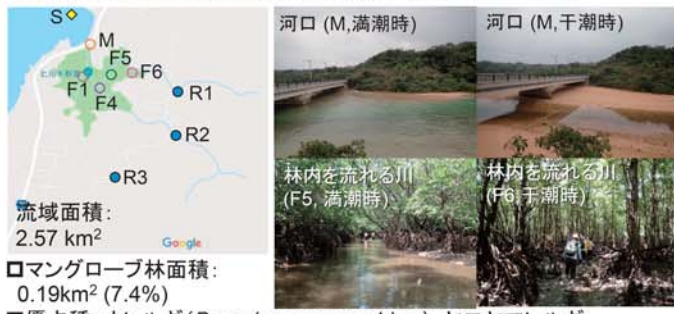 S
M
F5
F6
F1
F4
R1
R2
R3
流域面積:
2.57 km²
Google
マングローブ林面積:
0.19km² (7.4%)
河口 (M,満潮時)
河口 (M,干潮時)
林内を流れる川
(F5, 満潮時)
林内を流れる川
(F6,干潮時)